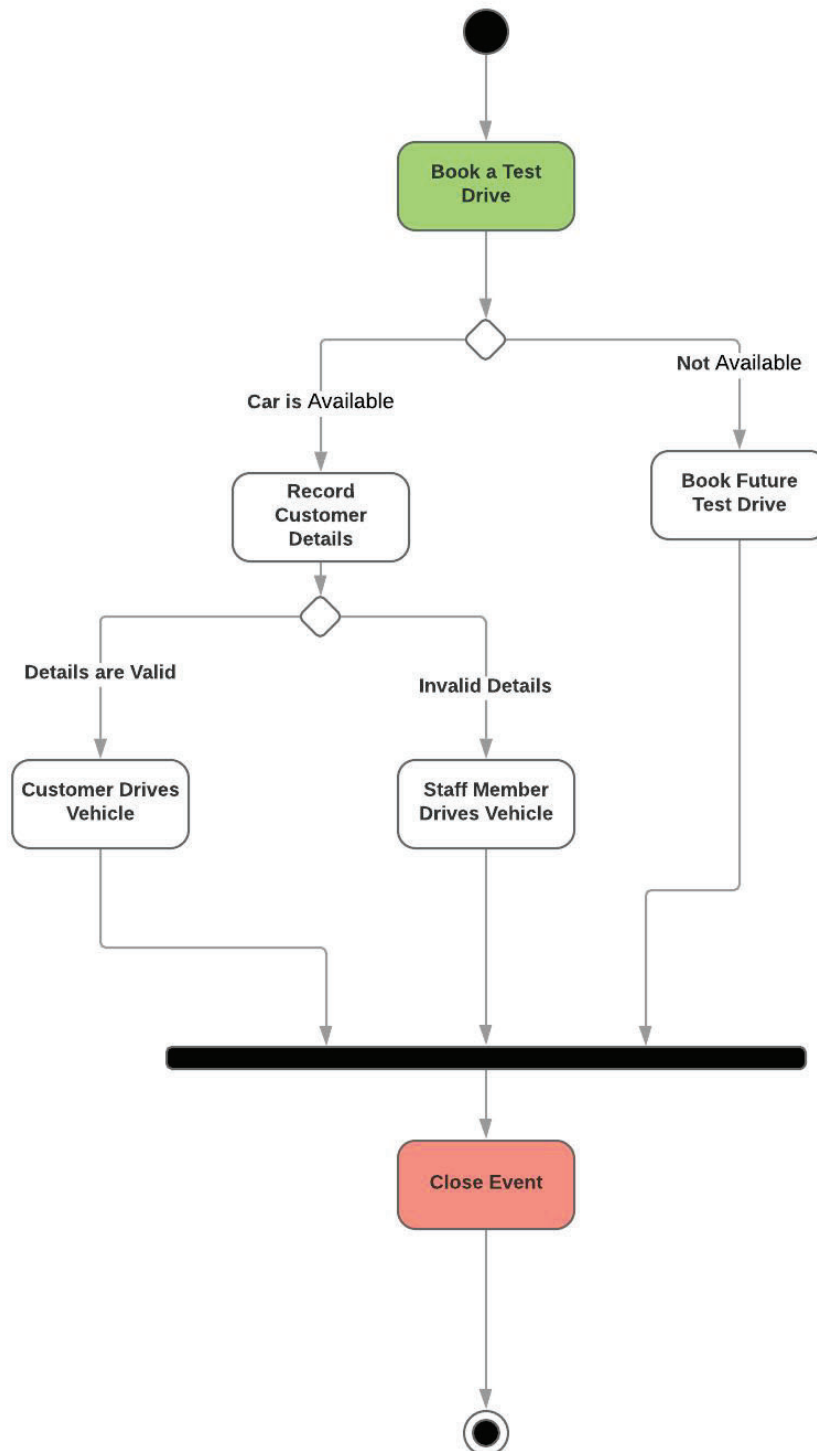 Book a Test
Drive
Not Available
Car is Available
Record
Customer
Details
Book Future
Test Drive
Details are Valid
Invalid Details
Customer Drives
Vehicle
Staff Member
Drives Vehicle
Close Event